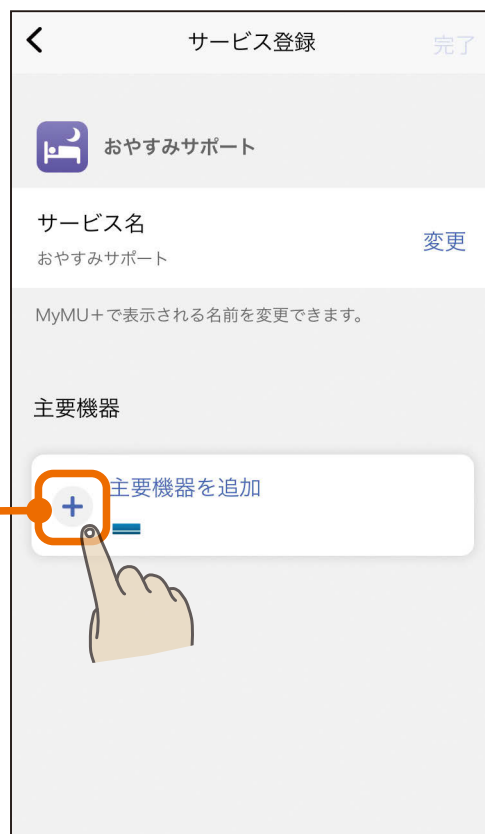 サービス登録
完了
おやすみサポート
サービス名
おやすみサポート
変更
MyMU+で表示される名前を変更できます。
主要機器
主要機器を追加